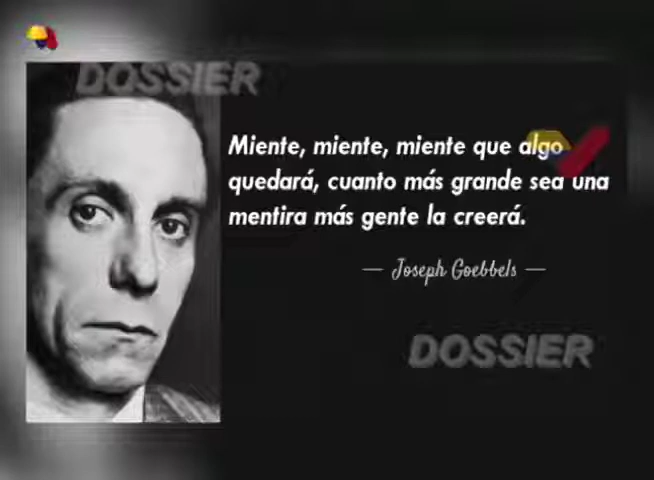 DOSSIER
Miente, miente, miente que algo
quedará, cuanto más grande sea una
mentira más gente la creerá.
— Joseph Goebbels —
DOSSIER